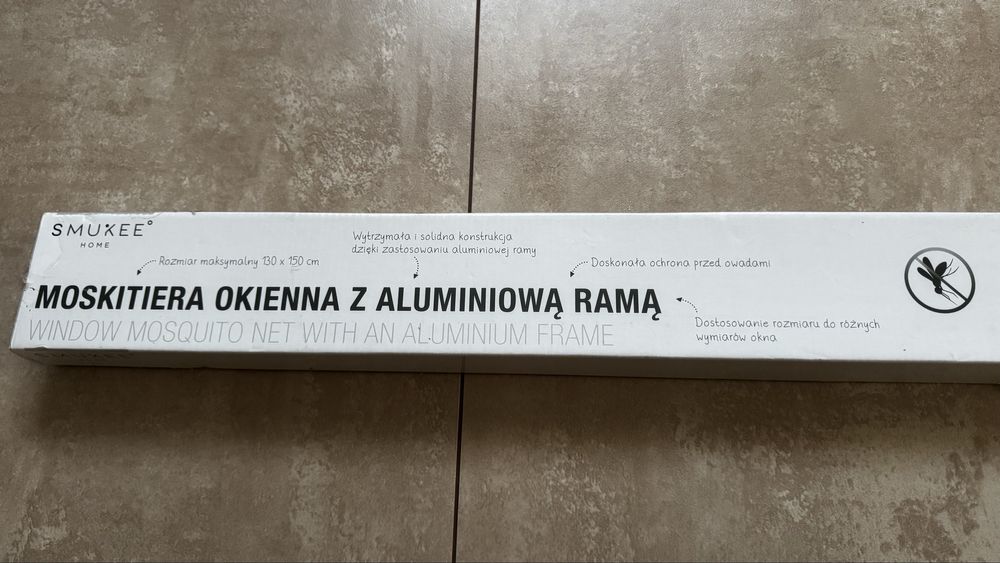 SMUKEE°
HOME
Rozmiar maksymalny 130 x 150 cm
Wytrzymała i solidna konstrukcja
dzięki zastosowaniu aluminiowej ramy
Doskonała ochrona przed owadami
MOSKITIERA OKIENNA Z ALUMINIOWĄ RAMĄ
WINDOW MOSQUITO NET WITH AN ALUMINIUM FRAME
Dostosowanie rozmiaru do różnych
wymiarów okna
SMUKEE